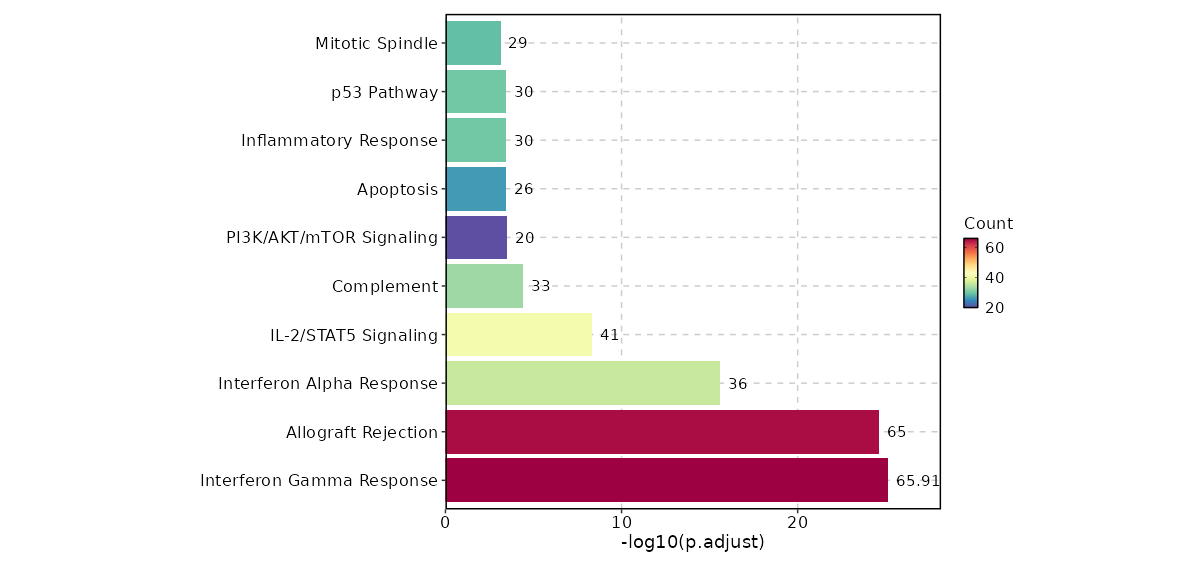 Mitotic Spindle 29
p53 Pathway 30
Inflammatory Response 30
Apoptosis 26
PI3K/AKT/mTOR Signaling 20
Complement 33
IL-2/STAT5 Signaling 41
Interferon Alpha Response 36
Allograft Rejection 65
Interferon Gamma Response 65.91
0 10 20
-log10(p.adjust)
Count
60
40
20